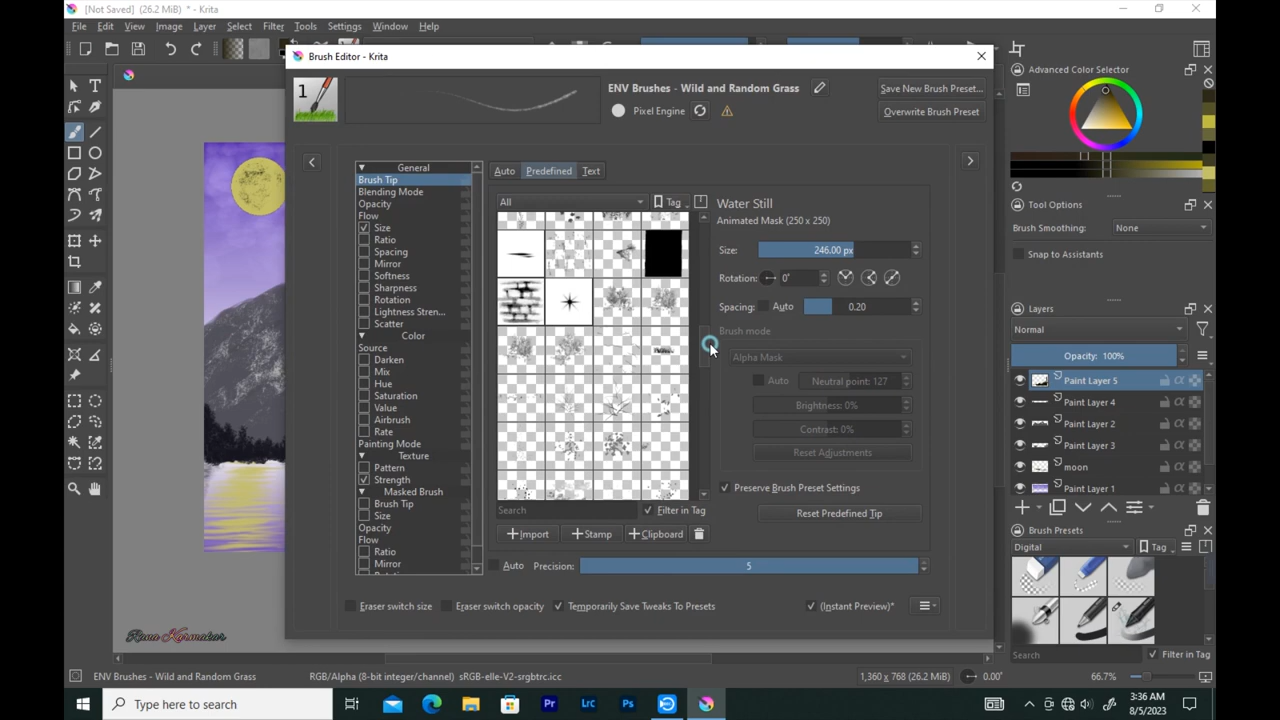 [Not Saved] (26.2 MiB) * - Krita
File Edit View Image Layer Select Filter Tools Settings Window Help
Brush Editor - Krita
1
ENV Brushes - Wild and Random Grass
Save New Brush Preset...
Pixel Engine
Overwrite Brush Preset
General
Brush Tip
Blending Mode
Opacity
Flow
Size
Ratio
Spacing
Mirror
Softness
Sharpness
Rotation
Lightness Stren...
Scatter
Color
Source
Darken
Mix
Hue
Saturation
Value
Airbrush
Rate
Painting Mode
Texture
Pattern
Strength
Masked Brush
Brush Tip
Size
Opacity
Flow
Ratio
Mirror
Auto Predefined Text
All
Tag
Search
Filter in Tag
Import Stamp Clipboard
Auto Precision: 5
Water Still
Animated Mask (250 x 250)
Size: 246.00 px
Rotation: 0°
Spacing: Auto 0.20
Brush mode
Alpha Mask
Auto Neutral point: 127
Brightness: 0%
Contrast: 0%
Reset Adjustments
Preserve Brush Preset Settings
Reset Predefined Tip
Eraser switch size Eraser switch opacity Temporarily Save Tweaks To Presets (Instant Preview)*
Advanced Color Selector
Tool Options
Brush Smoothing: None
Snap to Assistants
Layers
Normal
Opacity: 100%
Paint Layer 5
Paint Layer 4
Paint Layer 2
Paint Layer 3
moon
Paint Layer 1
Brush Presets
Digital Tag
Search Filter in Tag
Rana Karmakar
ENV Brushes - Wild and Random Grass RGB/Alpha (8-bit integer/channel) sRGB-elle-V2-srgbtrc.icc 1,360 x 768 (26.2 MiB) 0.00° 66.7%
Type here to search
Pr Lrc Ps
3:36 AM
8/5/2023